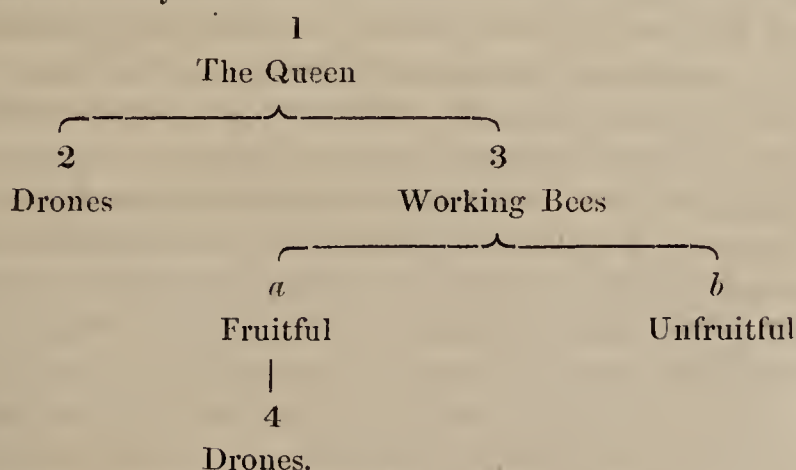 1
The Queen
2 3
Drones Working Bees
a b
Fruitful Unfruitful
4
Drones.